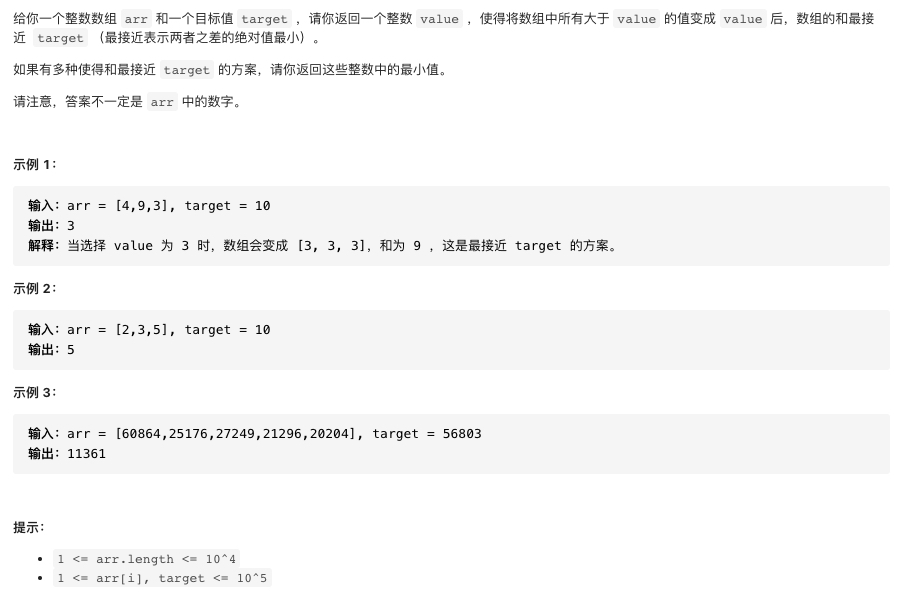 给你一个整数数组 arr 和一个目标值 target ，请你返回一个整数 value ，使得将数组中所有大于 value 的值变成 value 后，数组的和最接
近  target （最接近表示两者之差的绝对值最小）。
如果有多种使得和最接近 target 的方案，请你返回这些整数中的最小值。
请注意，答案不一定是 arr 中的数字。
示例 1：
输入：arr = [4,9,3], target = 10
输出：3
解释：当选择 value 为 3 时，数组会变成 [3, 3, 3]，和为 9 ，这是最接近 target 的方案。
示例 2：
输入：arr = [2,3,5], target = 10
输出：5
示例 3：
输入：arr = [60864,25176,27249,21296,20204], target = 56803
输出：11361
提示：
• 1 <= arr.length <= 10^4
• 1 <= arr[i], target <= 10^5